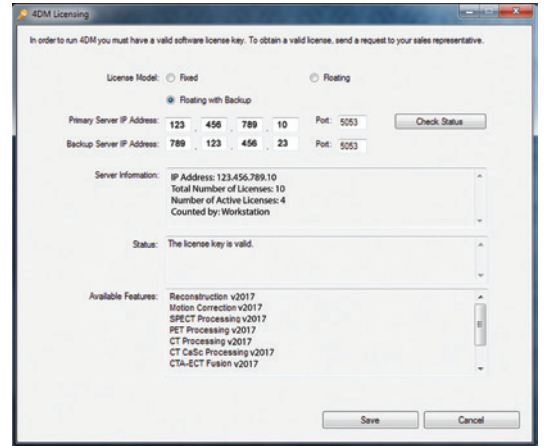 4DM Licensing
In order to run 4DM you must have a valid software license key. To obtain a valid license, send a request to your sales representative.
License Model: Fixed Floating
Floating with Backup
Primary Server IP Address: 123 . 456 . 789 . 10 Port: 5053 Check Status
Backup Server IP Address: 789 . 123 . 456 . 23 Port: 5053
Server Information: IP Address: 123.456.789.10
Total Number of Licenses: 10
Number of Active Licenses: 4
Counted by: Workstation
Status: The license key is valid.
Available Features: Reconstruction v2017
Motion Correction v2017
SPECT Processing v2017
PET Processing v2017
CT Processing v2017
CT CaSc Processing v2017
CTA-ECT Fusion v2017
Save Cancel